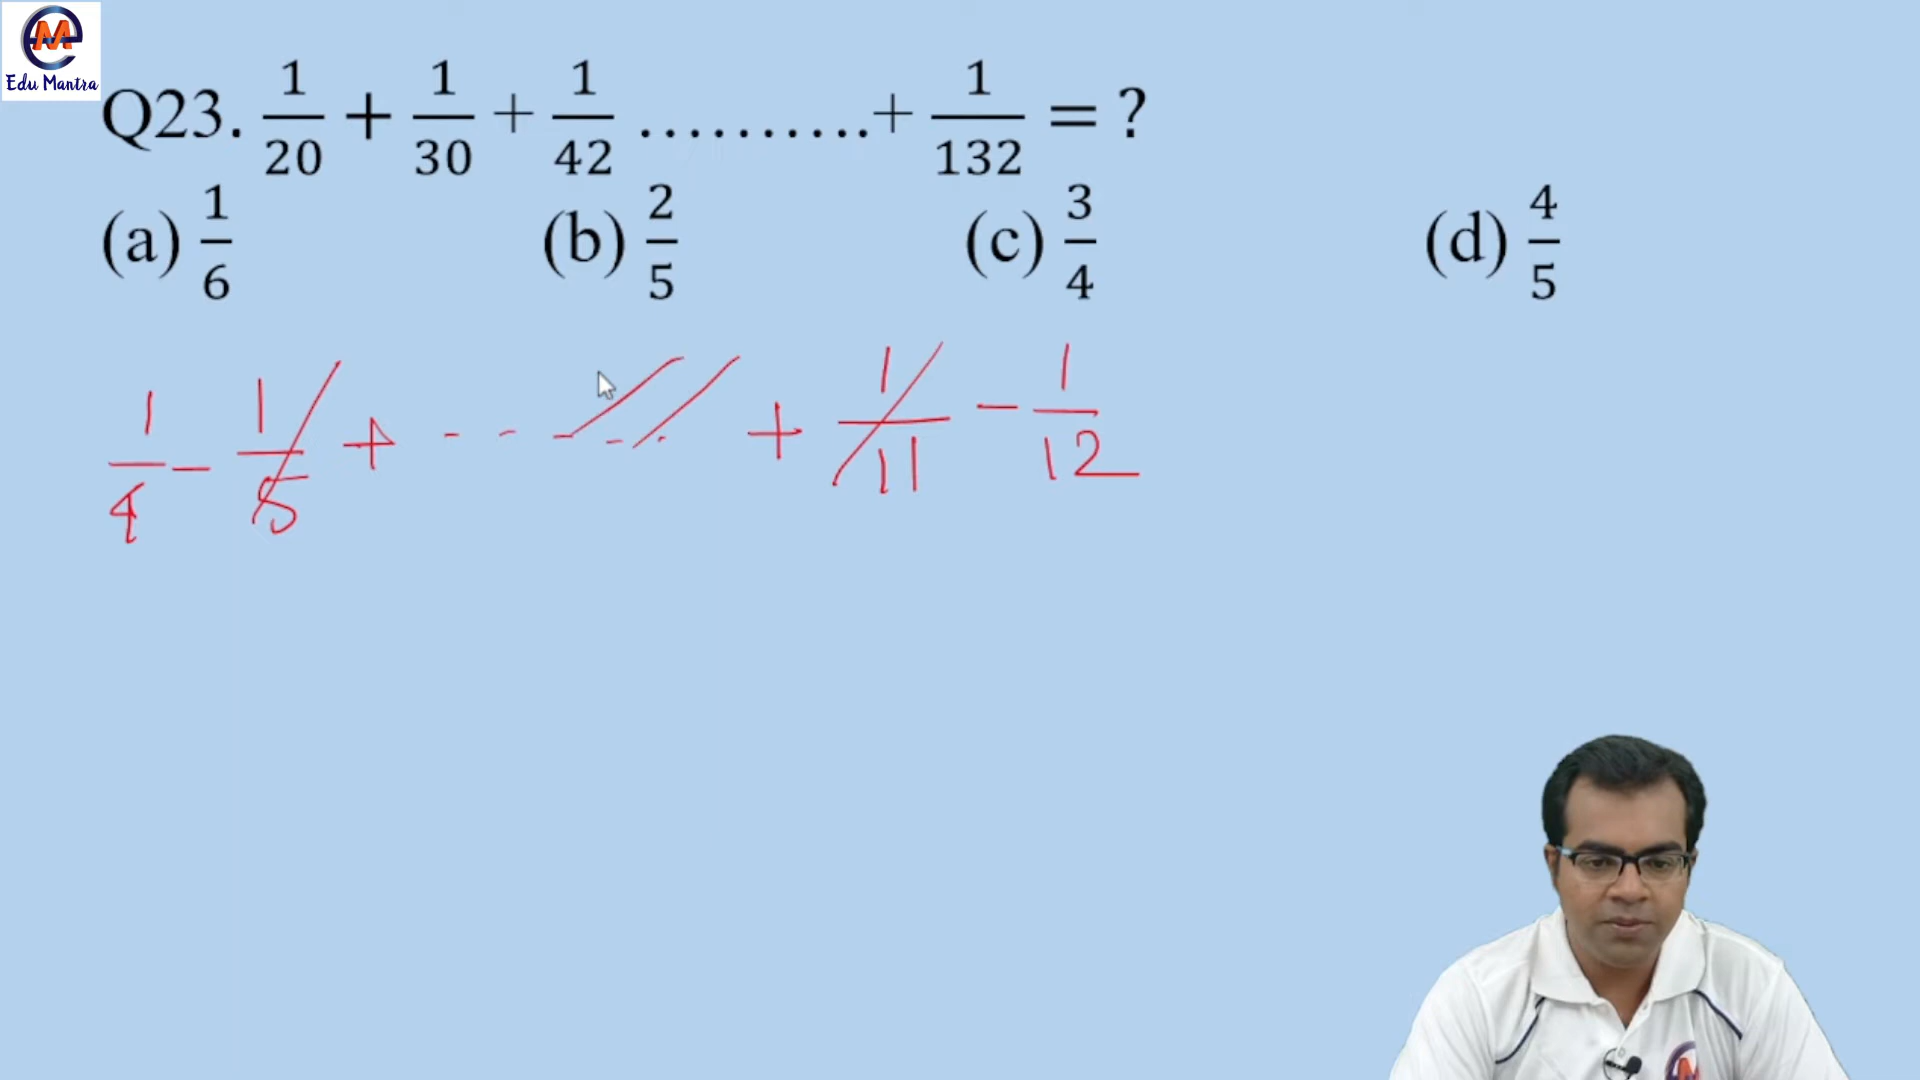 Edu Mantra
Q23. 1/20 + 1/30 + 1/42 ..........+ 1/132 = ?
(a) 1/6 (b) 2/5 (c) 3/4 (d) 4/5
1/4 - 1/5 + - - - - - + 1/11 - 1/12